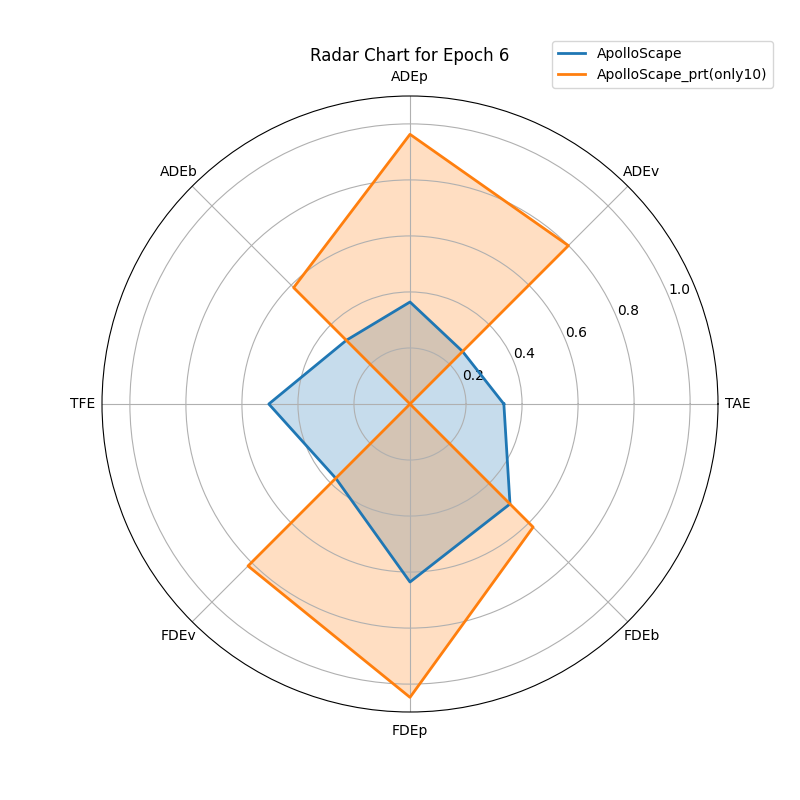 Radar Chart for Epoch 6
ApolloScape
ApolloScape_prt(only10)
ADEp
ADEb
ADEv
1.0
0.8
0.6
0.4
0.2
TFE
TAE
FDEv
FDEb
FDEp